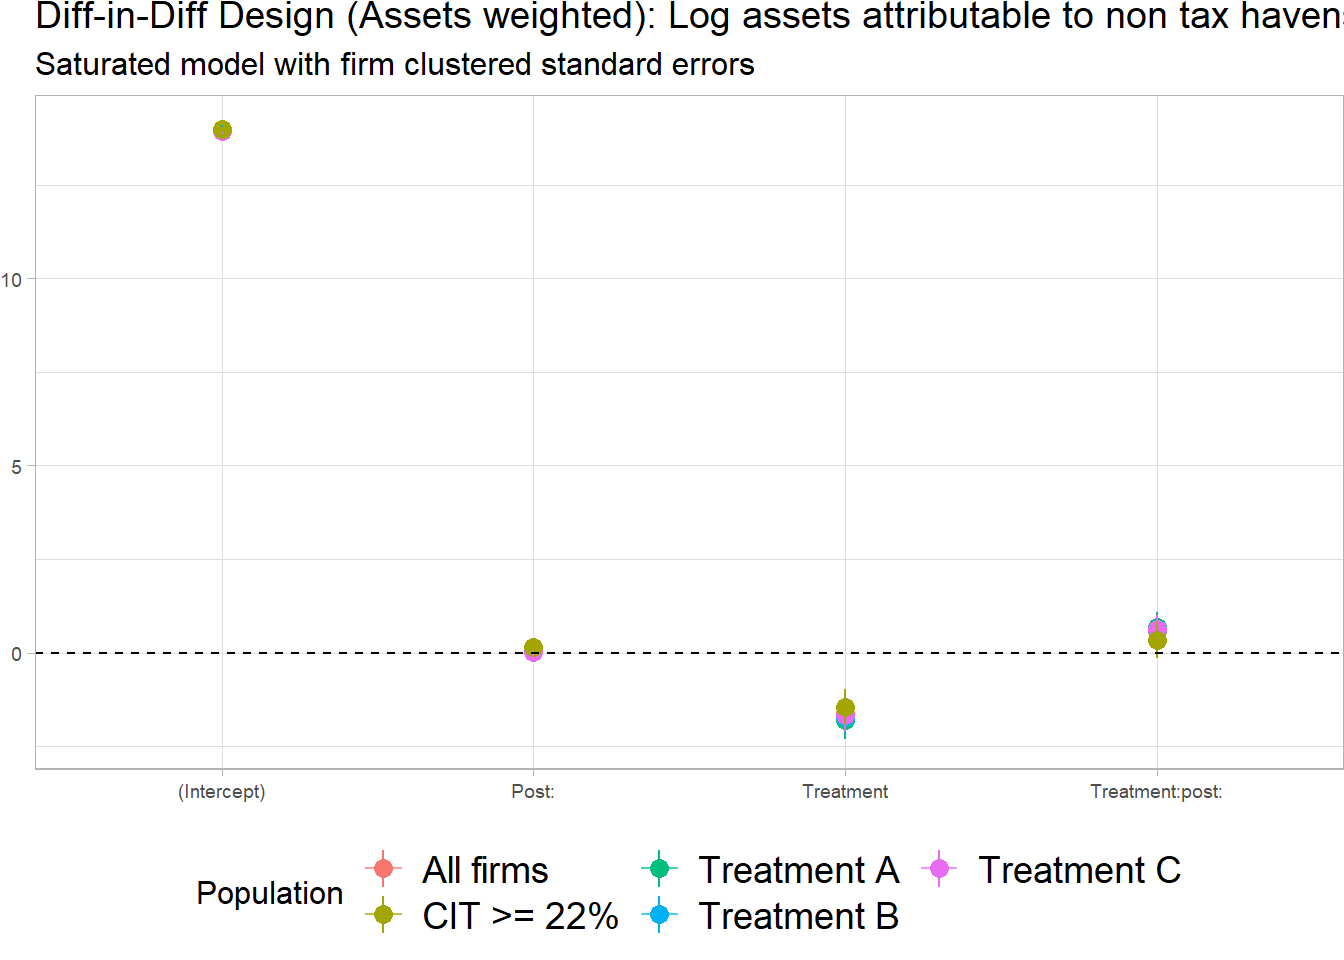 Diff-in-Diff Design (Assets weighted): Log assets attributable to non tax havens
Saturated model with firm clustered standard errors
10
5
0
(Intercept) Post: Treatment Treatment:post:
Population
All firms Treatment A Treatment C
CIT >= 22% Treatment B